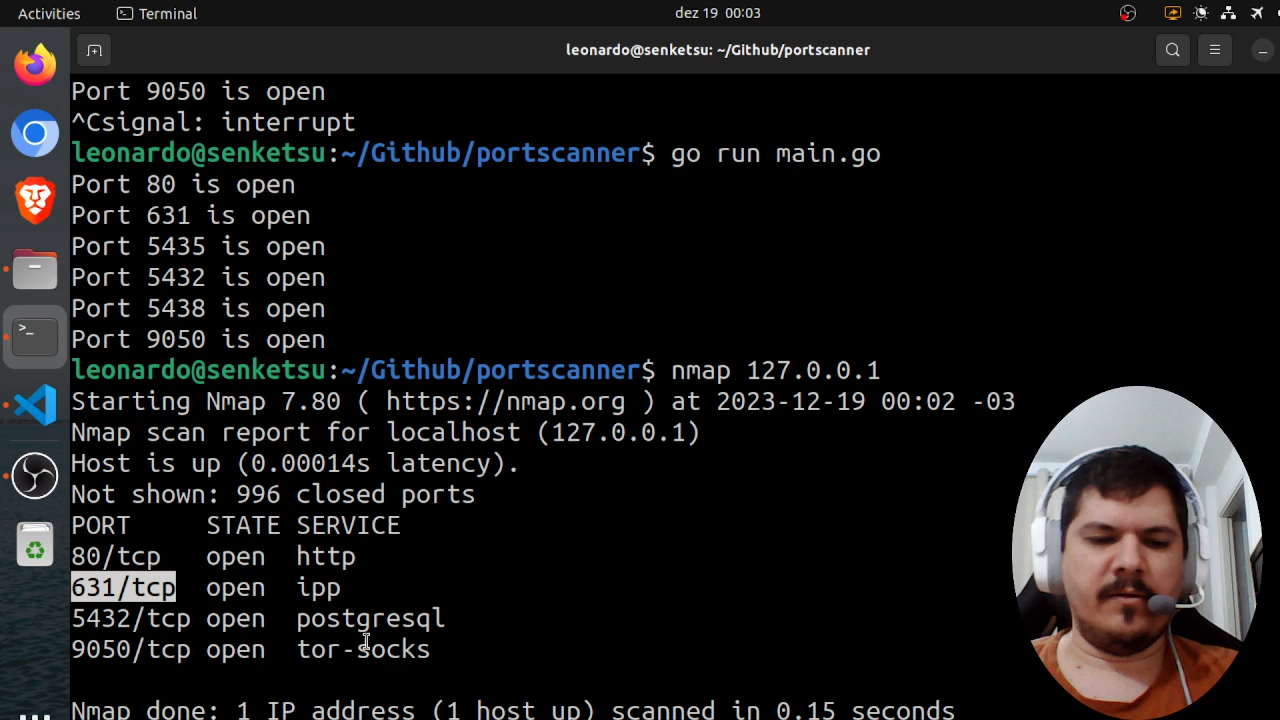 Activities
Terminal
dez 19 00:03
leonardo@senketsu: ~/Github/portscanner
Port 9050 is open
^Csignal: interrupt
leonardo@senketsu:~/Github/portscanner$ go run main.go
Port 80 is open
Port 631 is open
Port 5435 is open
Port 5432 is open
Port 5438 is open
Port 9050 is open
leonardo@senketsu:~/Github/portscanner$ nmap 127.0.0.1
Starting Nmap 7.80 ( https://nmap.org ) at 2023-12-19 00:02 -03
Nmap scan report for localhost (127.0.0.1)
Host is up (0.00014s latency).
Not shown: 996 closed ports
PORT     STATE SERVICE
80/tcp   open  http
631/tcp  open  ipp
5432/tcp open  postgresql
9050/tcp open  tor-socks
Nmap done: 1 IP address (1 host up) scanned in 0.15 seconds